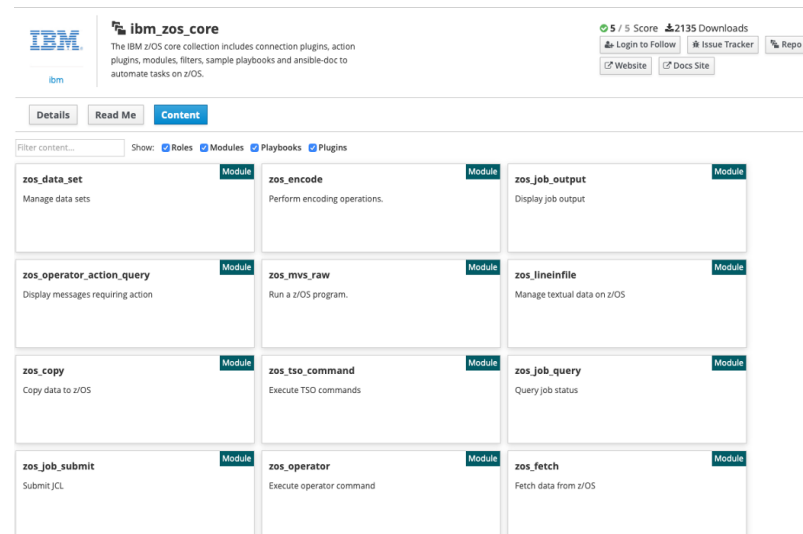 IBM
ibm
ibm_zos_core
The IBM z/OS core collection includes connection plugins, action
plugins, modules, filters, sample playbooks and ansible-doc to
automate tasks on z/OS.
5 / 5 Score 2135 Downloads
Login to Follow Issue Tracker Repo
Website Docs Site
Details Read Me Content
Filter content... Show: Roles Modules Playbooks Plugins
Module Module Module
zos_data_set zos_encode zos_job_output
Manage data sets Perform encoding operations. Display job output
Module Module Module
zos_operator_action_query zos_mvs_raw zos_lineinfile
Display messages requiring action Run a z/OS program. Manage textual data on z/OS
Module Module Module
zos_copy zos_tso_command zos_job_query
Copy data to z/OS Execute TSO commands Query job status
Module Module Module
zos_job_submit zos_operator zos_fetch
Submit JCL Execute operator command Fetch data from z/OS